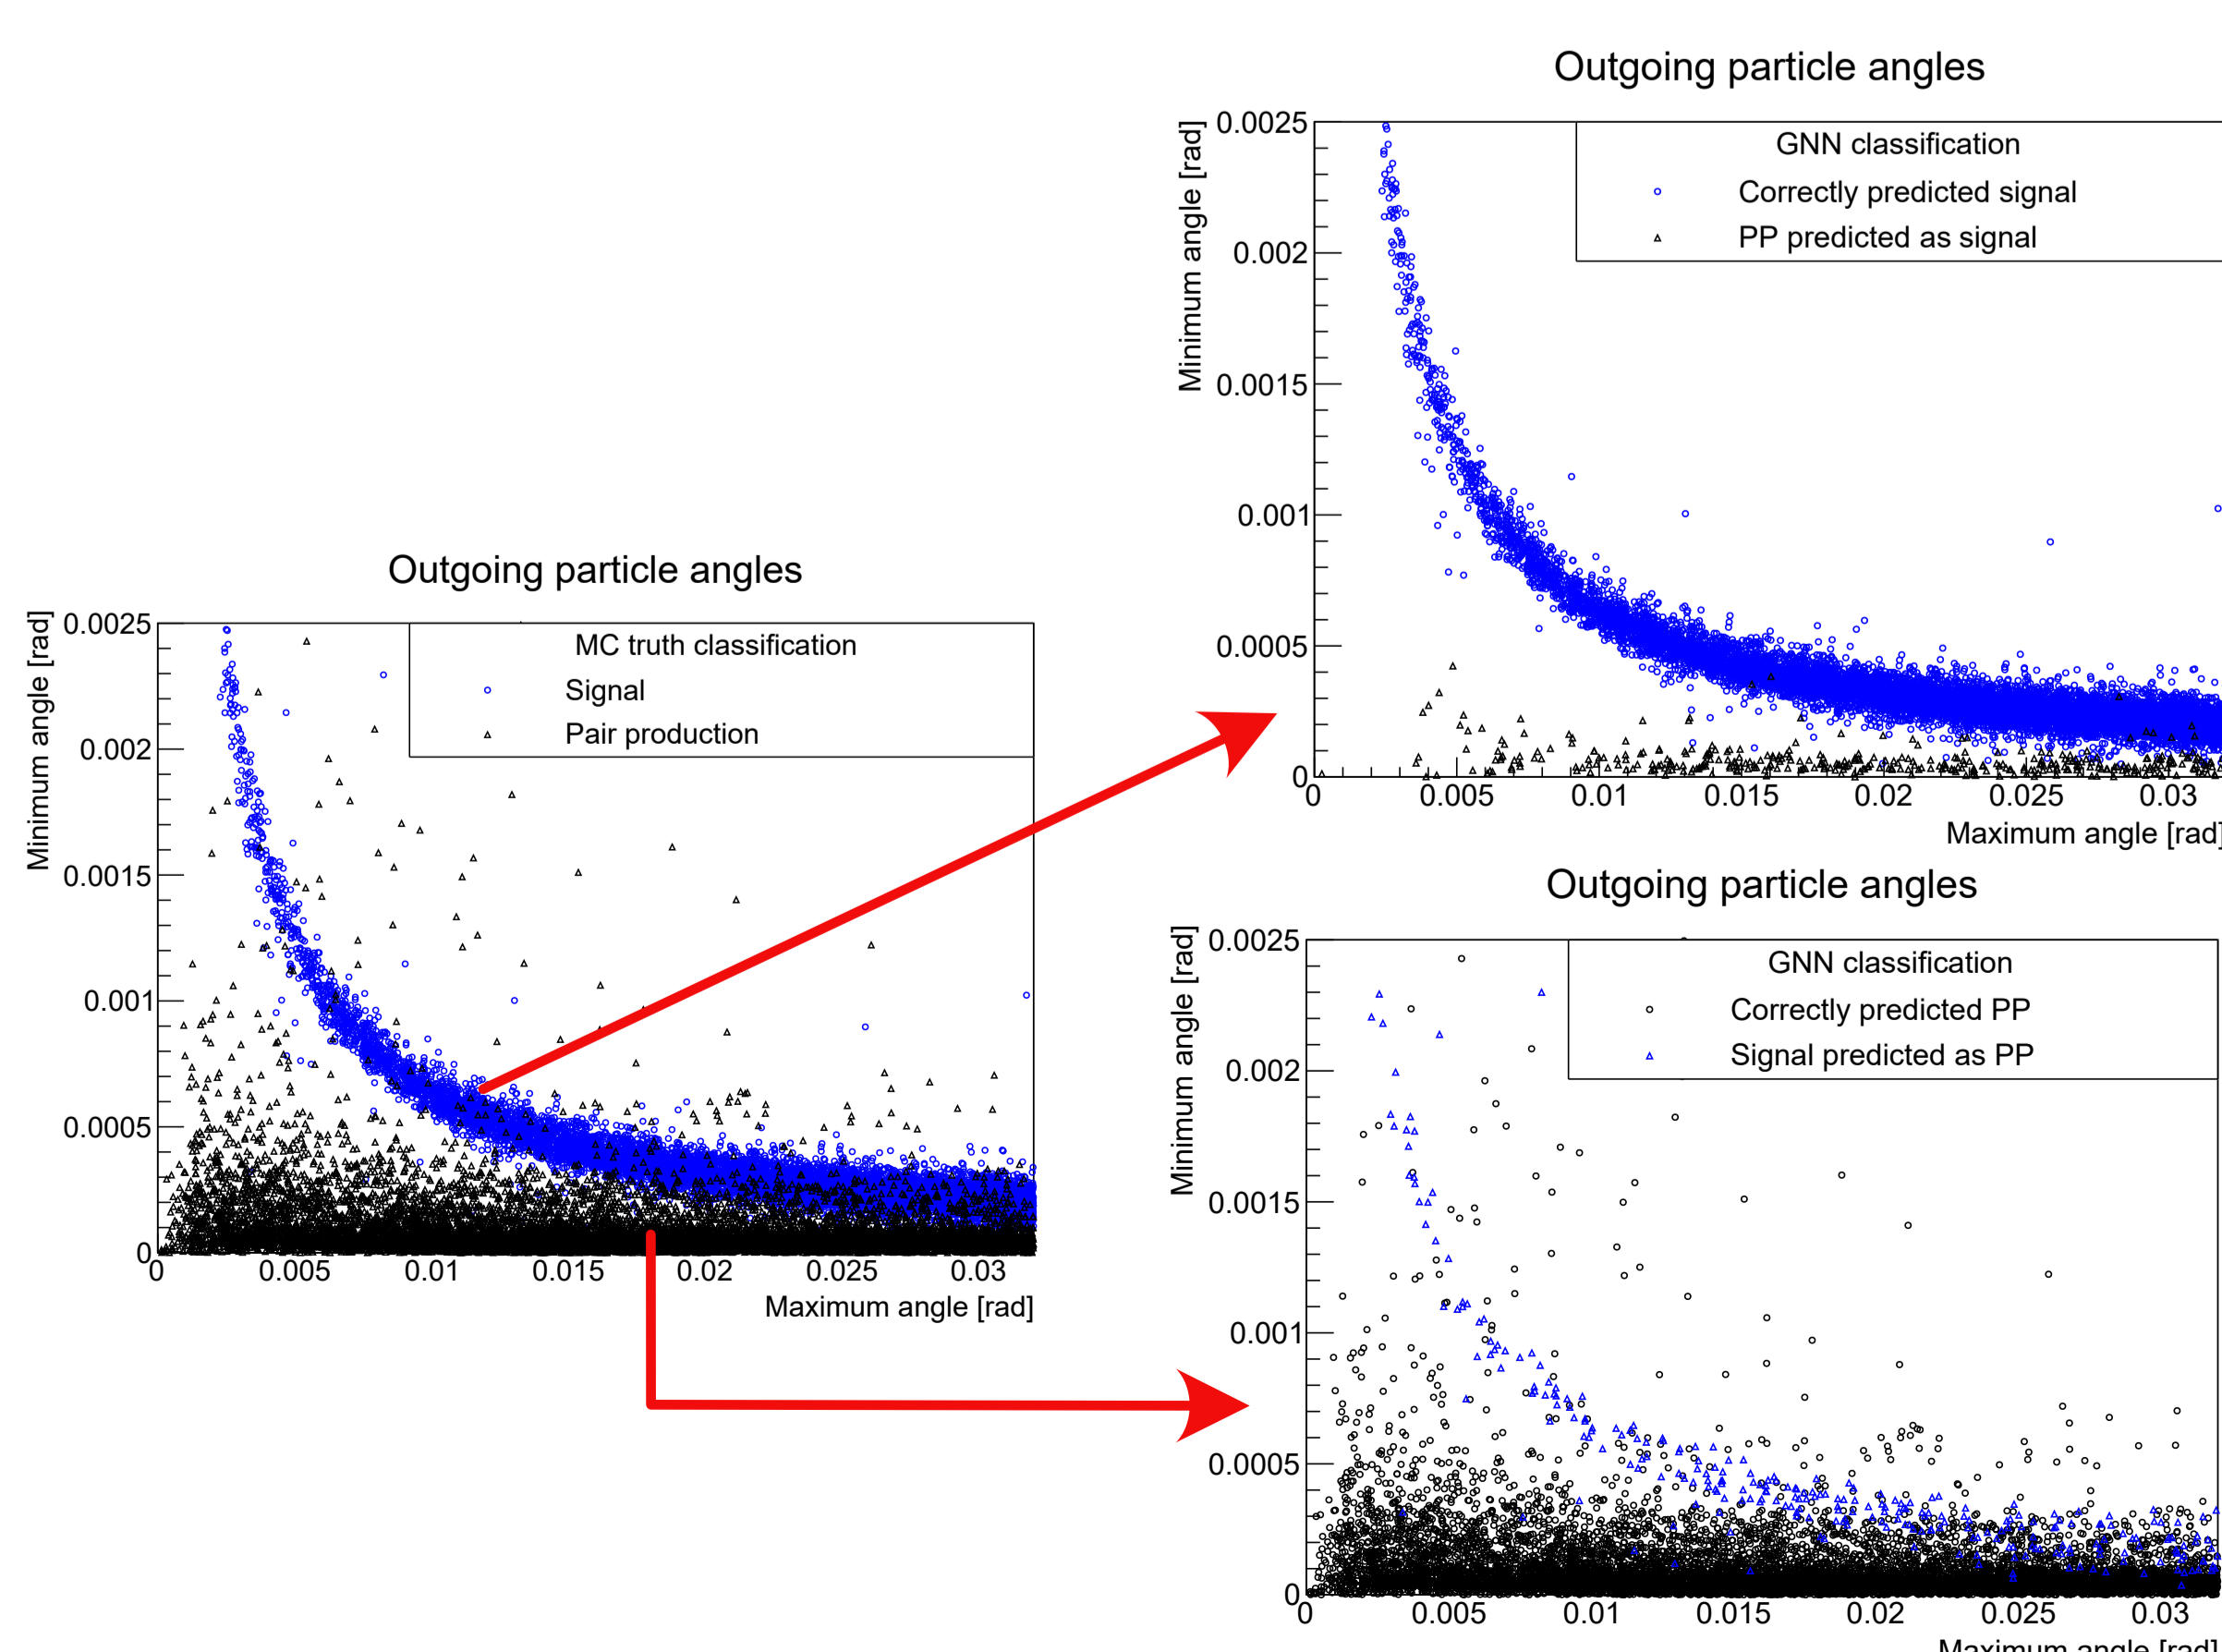 Outgoing particle angles
Minimum angle [rad]
0.0025
0.002
0.0015
0.001
0.0005
0
MC truth classification
Signal
Pair production
0
0.005
0.01
0.015
0.02
0.025
0.03
Maximum angle [rad]
Outgoing particle angles
Minimum angle [rad]
0.0025
0.002
0.0015
0.001
0.0005
0
GNN classification
Correctly predicted signal
PP predicted as signal
0
0.005
0.01
0.015
0.02
0.025
0.03
Maximum angle [rad]
Outgoing particle angles
Minimum angle [rad]
0.0025
0.002
0.0015
0.001
0.0005
0
GNN classification
Correctly predicted PP
Signal predicted as PP
0
0.005
0.01
0.015
0.02
0.025
0.03
Maximum angle [rad]